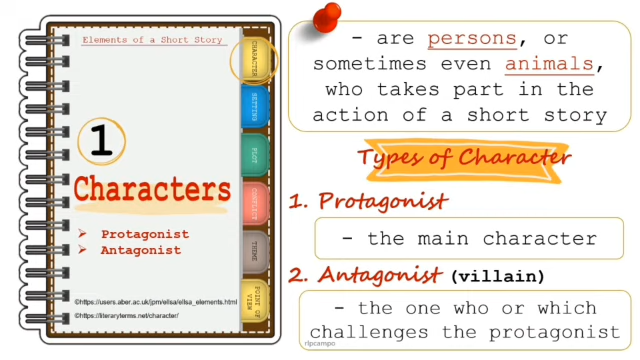 Elements of a Short Story
1
Characters
➢ Protagonist
➢ Antagonist
©https://users.aber.ac.uk/jpm/ellsa/ellsa_elements.html
©https://literaryterms.net/character/
CHARACTER
SETTING
PLOT
CONFLICT
THEME
POINT OF
VIEW
- are persons, or
sometimes even animals,
who takes part in the
action of a short story
Types of Character
1. Protagonist
- the main character
2. Antagonist (villain)
- the one who or which
challenges the protagonist
rlpcampo